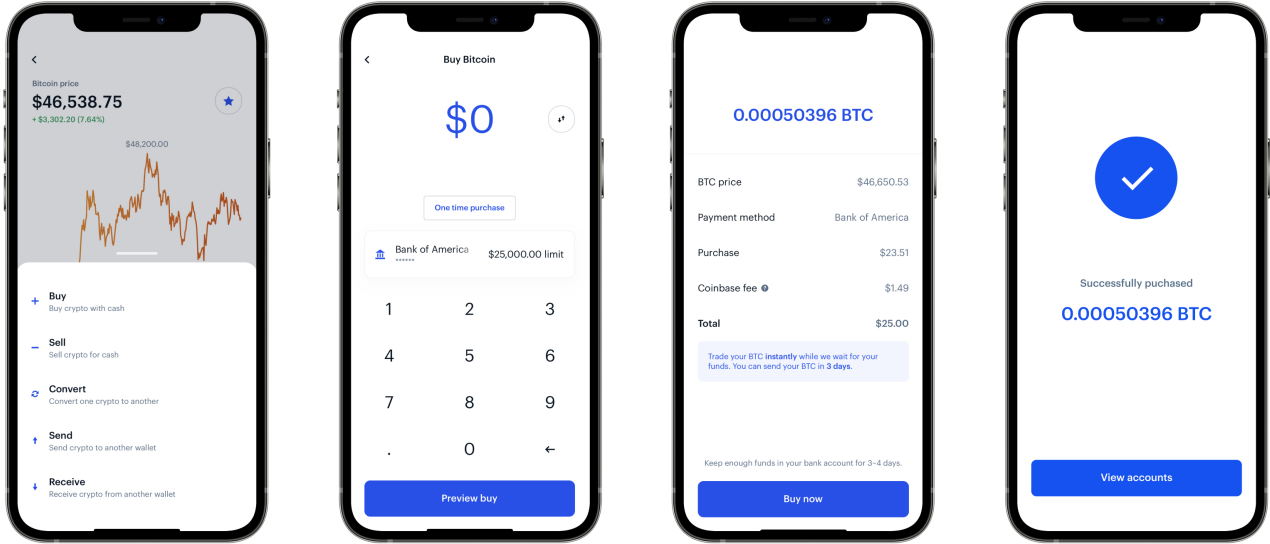 Bitcoin price
$46,538.75
+ $3,302.20 (7.64%)
$48,200.00
Buy
Buy crypto with cash
Sell
Sell crypto for cash
Convert
Convert one crypto to another
Send
Send crypto to another wallet
Receive
Receive crypto from another wallet
Buy Bitcoin
$0
One time purchase
Bank of America $25,000.00 limit
******
1 2 3
4 5 6
7 8 9
. 0
Preview buy
0.00050396 BTC
BTC price $46,650.53
Payment method Bank of America
Purchase $23.51
Coinbase fee $1.49
Total $25.00
Trade your BTC instantly while we wait for your
funds. You can send your BTC in 3 days.
Keep enough funds in your bank account for 3-4 days.
Buy now
Successfully puchased
0.00050396 BTC
View accounts